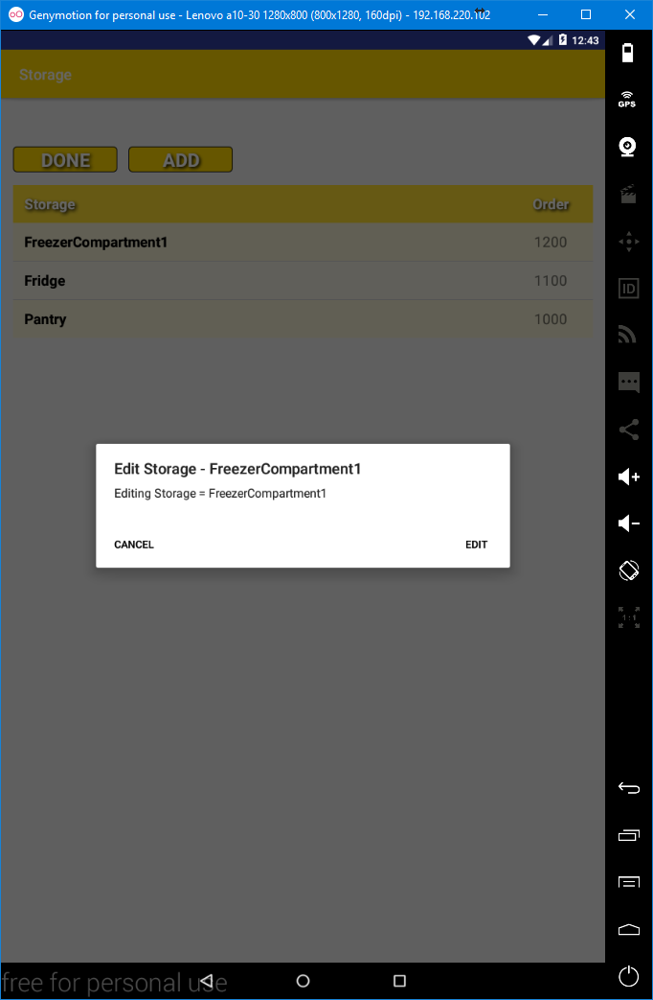 Genymotion for personal use - Lenovo a10-30 1280x800 (800x1280, 160dpi) - 192.168.220.102
12:43
Storage
GPS
DONE ADD
Storage Order
FreezerCompartment1 1200
Fridge 1100
Pantry 1000
ID
Edit Storage - FreezerCompartment1
Editing Storage = FreezerCompartment1
CANCEL EDIT
1:1
free for personal use